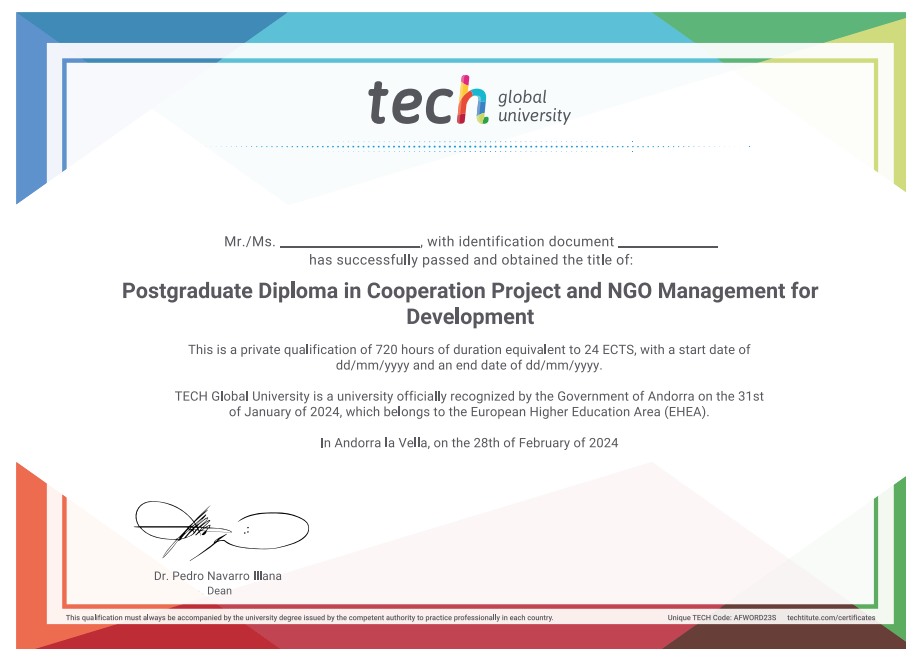 tech global university
Mr./Ms. ____________________, with identification document ______________
has successfully passed and obtained the title of:
Postgraduate Diploma in Cooperation Project and NGO Management for
Development
This is a private qualification of 720 hours of duration equivalent to 24 ECTS, with a start date of
dd/mm/yyyy and an end date of dd/mm/yyyy.
TECH Global University is a university officially recognized by the Government of Andorra on the 31st
of January of 2024, which belongs to the European Higher Education Area (EHEA).
In Andorra la Vella, on the 28th of February of 2024
Dr. Pedro Navarro Illana
Dean
This qualification must always be accompanied by the university degree issued by the competent authority to practice professionally in each country.
Unique TECH Code: AFWORD23S techtitute.com/certificates